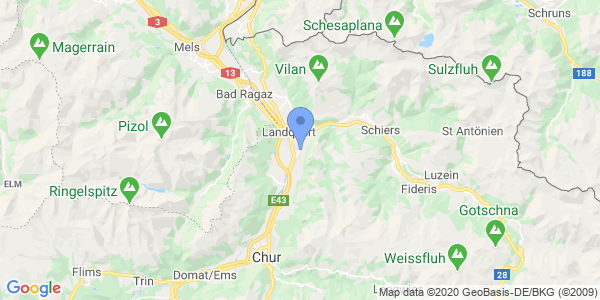 Schesaplana
Schruns
3
Magerrain
Mels
Vilan
Sulzfluh
13
188
Bad Ragaz
Pizol
Landquart
Schiers
St Antönien
ELM
Ringelspitz
Luzein
Fideris
E43
Gotschna
Chur
Weissfluh
Flims
Trin
Domat/Ems
28
Google
Map data ©2020 GeoBasis-DE/BKG (©2009)